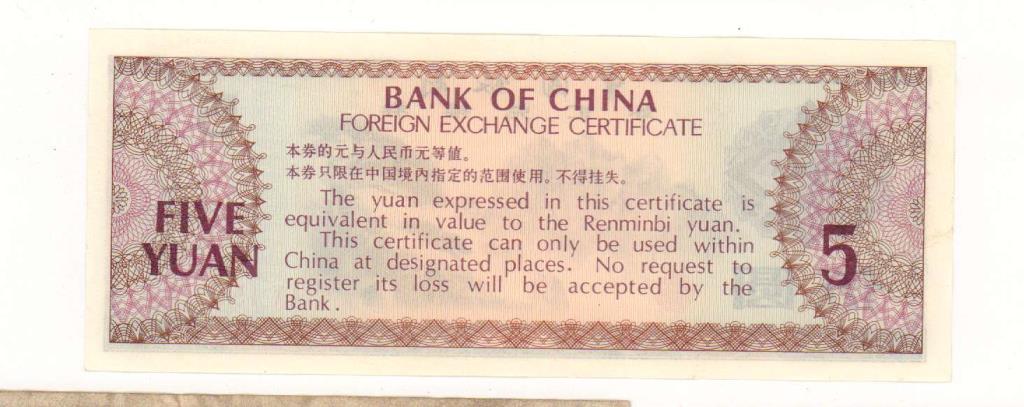 BANK OF CHINA
FOREIGN EXCHANGE CERTIFICATE
本券的元与人民币元等值。
本券只限在中国境内指定的范围使用。不得挂失。
The yuan expressed in this certificate is
equivalent in value to the Renminbi yuan.
This certificate can only be used within
China at designated places. No request to
register its loss will be accepted by the
Bank.
FIVE
YUAN
5